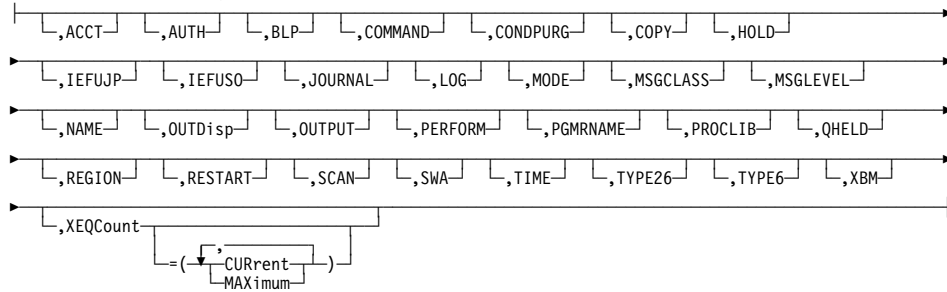 ,ACCT ,AUTH ,BLP ,COMMAND ,CONDPURG ,COPY ,HOLD
,IEFUJP ,IEFUSO ,JOURNAL ,LOG ,MODE ,MSGCLASS ,MSGLEVEL
,NAME ,OUTDisp ,OUTPUT ,PERFORM ,PGMRNAME ,PROCLIB ,QHELD
,REGION ,RESTART ,SCAN ,SWA ,TIME ,TYPE26 ,TYPE6 ,XBM
,XEQCount
,
=( CURrent )
MAXimum